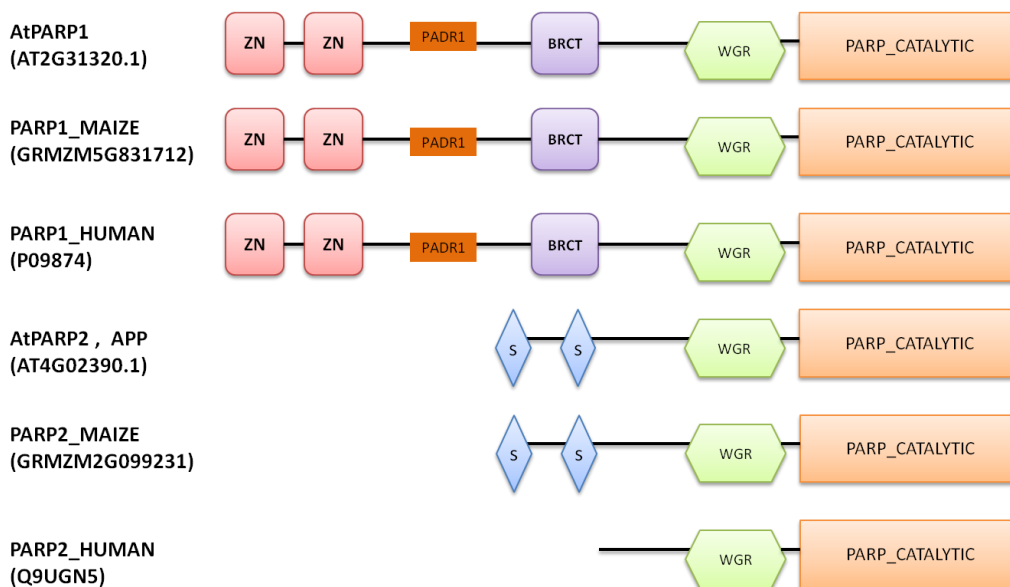 AtPARP1
(AT2G31320.1)
ZN ZN PADR1 BRCT WGR PARP_CATALYTIC
PARP1_MAIZE
(GRMZM5G831712)
ZN ZN PADR1 BRCT WGR PARP_CATALYTIC
PARP1_HUMAN
(P09874)
ZN ZN PADR1 BRCT WGR PARP_CATALYTIC
AtPARP2 , APP
(AT4G02390.1)
S S WGR PARP_CATALYTIC
PARP2_MAIZE
(GRMZM2G099231)
S S WGR PARP_CATALYTIC
PARP2_HUMAN
(Q9UGN5)
WGR PARP_CATALYTIC